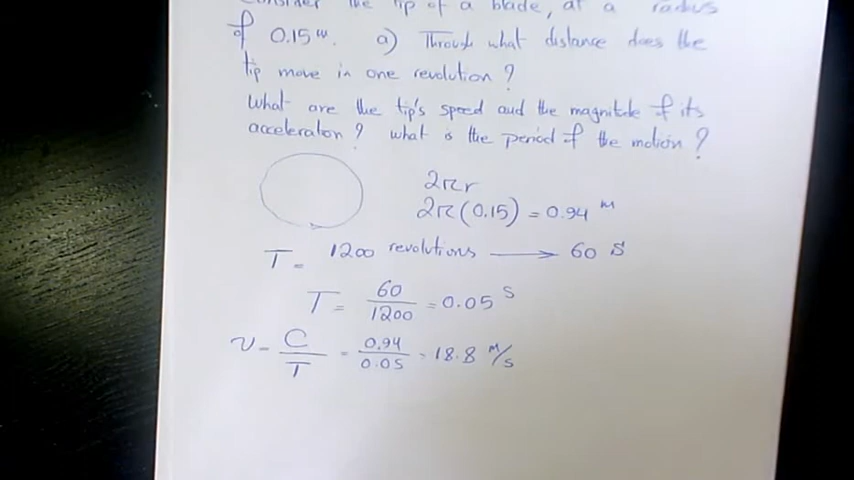 Consider the tip of a blade, at a radius
of 0.15 m. a) Through what distance does the
tip move in one revolution?
What are the tip's speed and the magnitude of its
acceleration? what is the period of the motion?
2πr
2π(0.15) = 0.94 m
T = 1200 revolutions → 60 S
T = 60/1200 = 0.05 s
v = C/T = 0.94/0.05 = 18.8 m/s